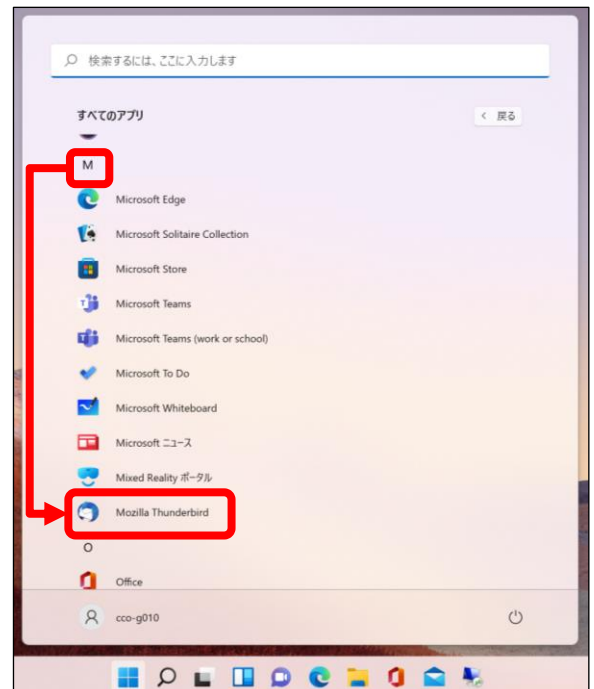 検索するには、ここに入力します
すべてのアプリ
< 戻る
M
Microsoft Edge
Microsoft Solitaire Collection
Microsoft Store
Microsoft Teams
Microsoft Teams (work or school)
Microsoft To Do
Microsoft Whiteboard
Microsoft ニュース
Mixed Reality ポータル
Mozilla Thunderbird
O
Office
cco-g010